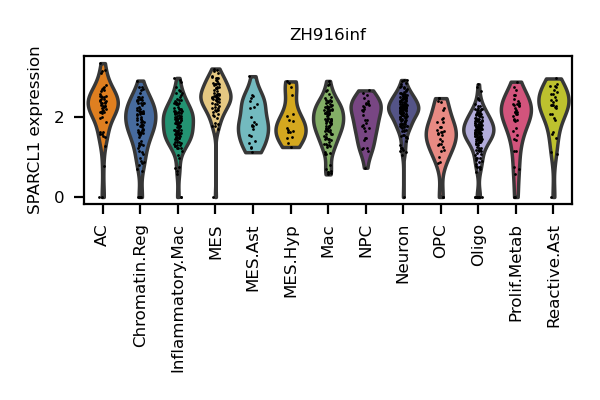 ZH916inf
SPARCL1 expression
2
0
AC
Chromatin.Reg
Inflammatory.Mac
MES
MES.Ast
MES.Hyp
Mac
NPC
Neuron
OPC
Oligo
Prolif.Metab
Reactive.Ast